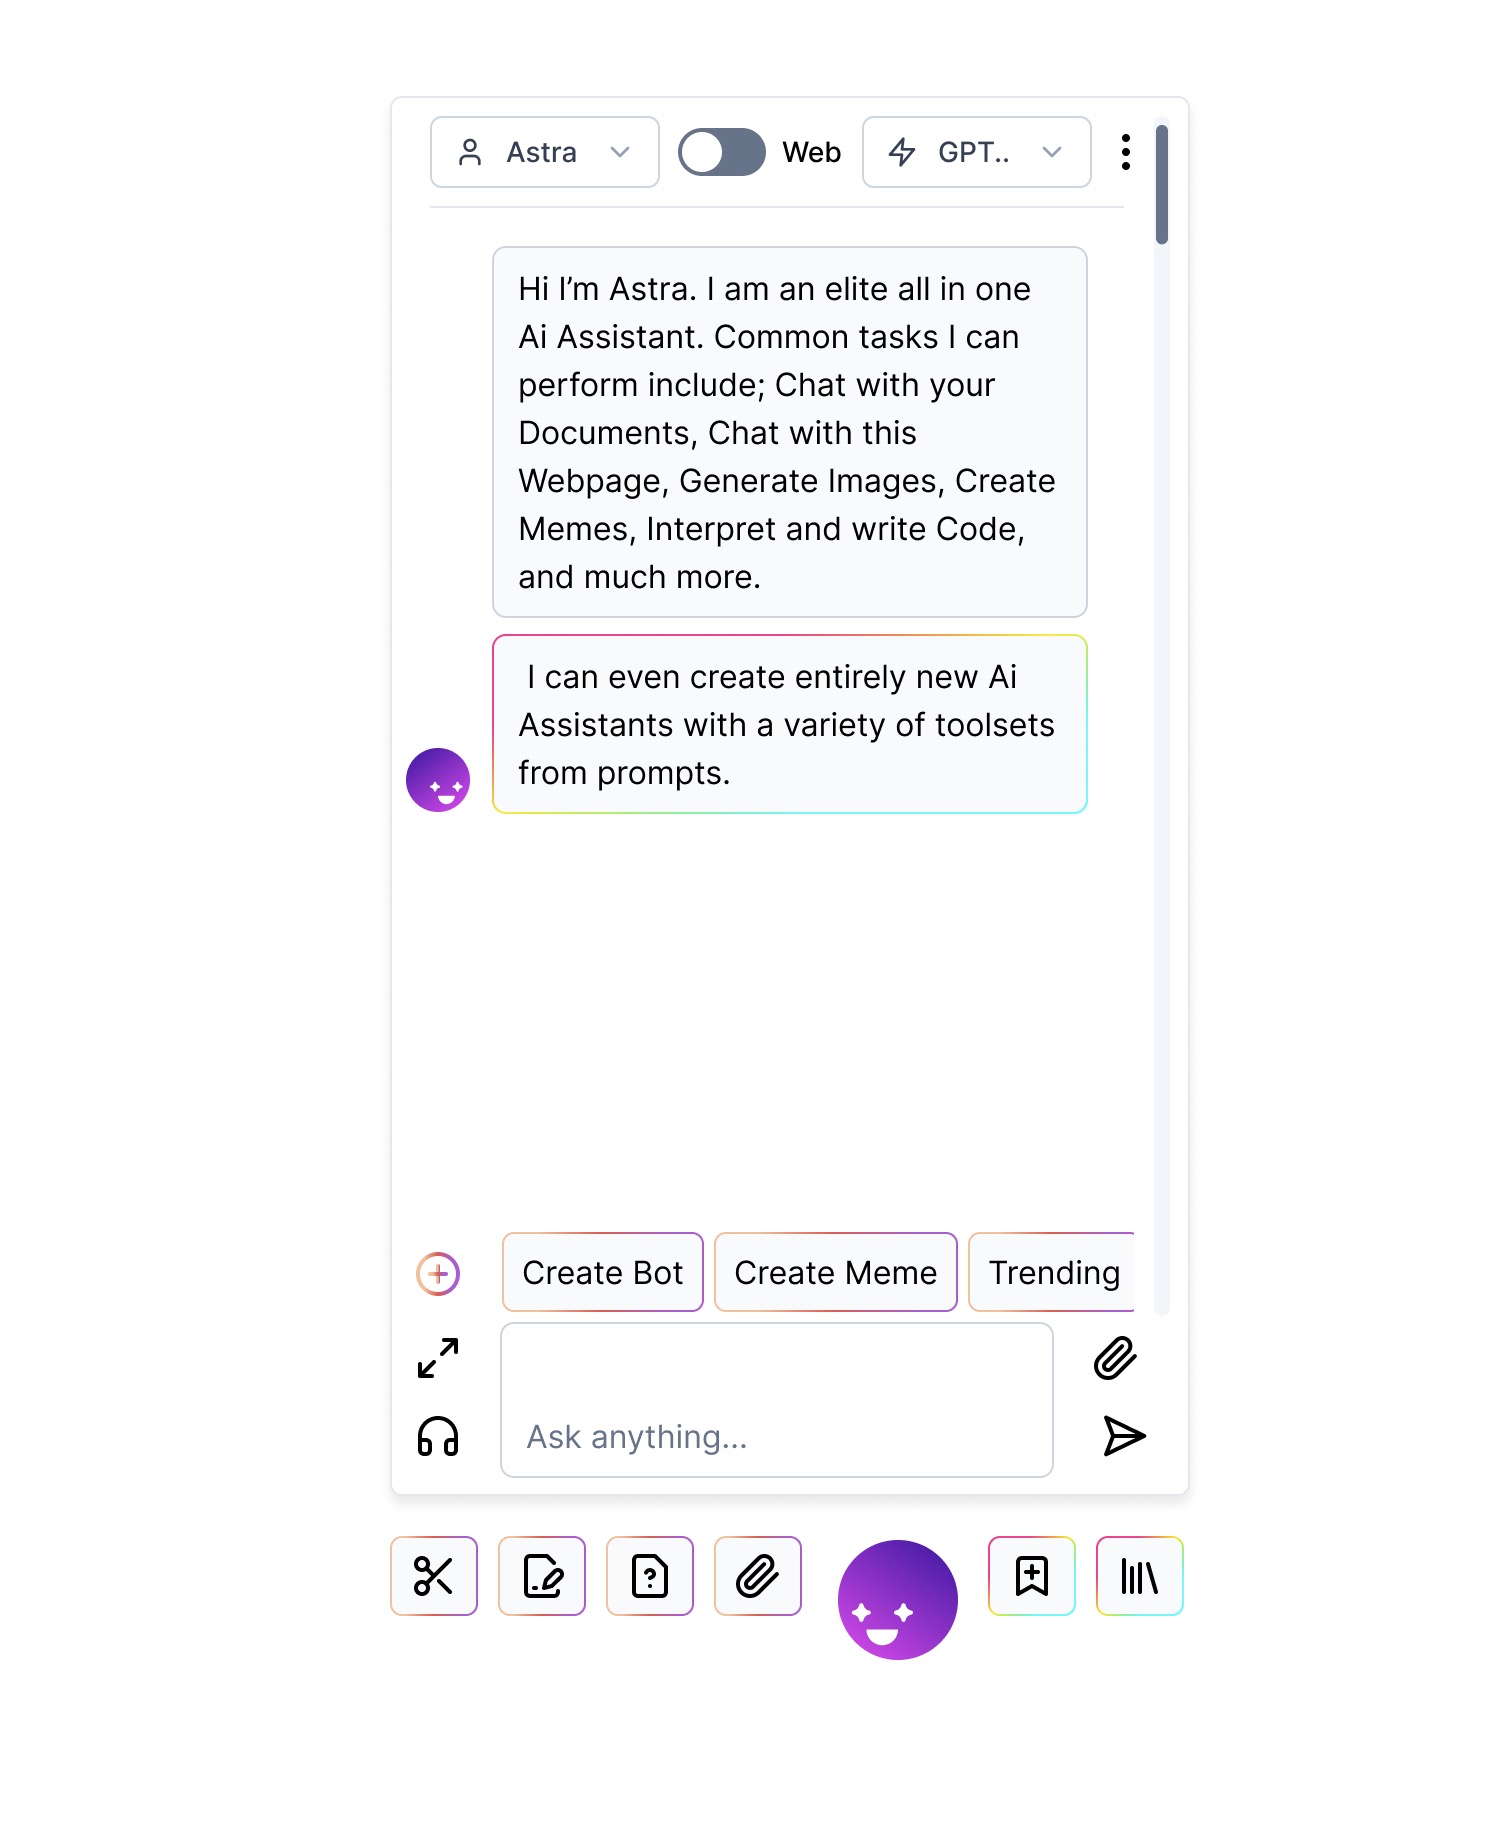 Astra
Web
GPT..
Hi I’m Astra. I am an elite all in one
Ai Assistant. Common tasks I can
perform include; Chat with your
Documents, Chat with this
Webpage, Generate Images, Create
Memes, Interpret and write Code,
and much more.
I can even create entirely new Ai
Assistants with a variety of toolsets
from prompts.
Create Bot
Create Meme
Trending
Ask anything...